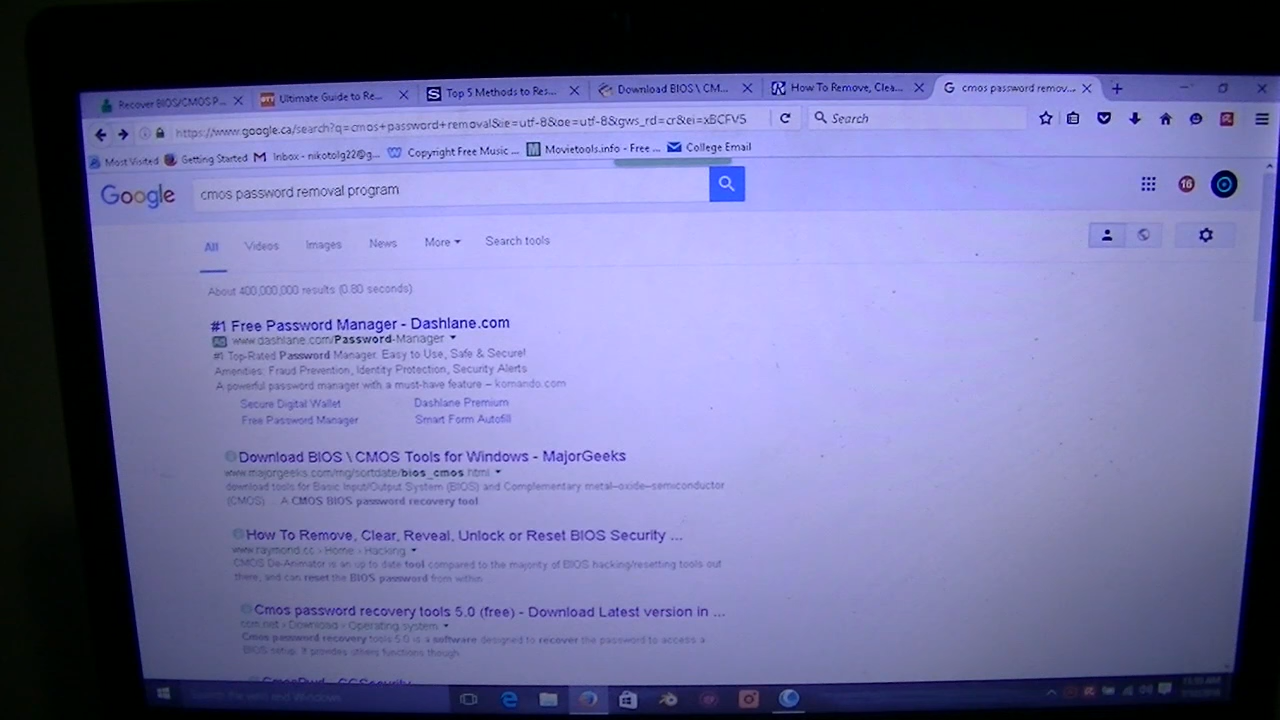 Recover BIOS/CMOS P...
Ultimate Guide to Re...
Top 5 Methods to Res...
Download BIOS \ CM...
How To Remove, Clea...
G cmos password remov...
https://www.google.ca/search?q=cmos+password+removal&ie=utf-8&oe=utf-8&gws_rd=cr&ei=xBCFV5
Search
Most Visited
Getting Started
Inbox - nikotolg22@g...
Copyright Free Music ...
Movietools.info - Free ...
College Email
Google
cmos password removal program
16
All
Videos
Images
News
More
Search tools
About 400,000,000 results (0.80 seconds)
#1 Free Password Manager - Dashlane.com
Ad www.dashlane.com/Password-Manager
#1 Top-Rated Password Manager. Easy to Use, Safe & Secure!
Amenities: Fraud Prevention, Identity Protection, Security Alerts
A powerful password manager with a must-have feature – komando.com
Secure Digital Wallet
Dashlane Premium
Free Password Manager
Smart Form Autofill
Download BIOS \ CMOS Tools for Windows - MajorGeeks
www.majorgeeks.com/mg/sortdate/bios_cmos.html
download tools for Basic Input/Output System (BIOS) and Complementary metal–oxide–semiconductor
(CMOS) ... A CMOS BIOS password recovery tool.
How To Remove, Clear, Reveal, Unlock or Reset BIOS Security ...
www.raymond.cc › Home › Hacking
CMOS De-Animator is an up to date tool compared to the majority of BIOS hacking/resetting tools out
there, and can reset the BIOS password from within
Cmos password recovery tools 5.0 (free) - Download Latest version in ...
ccm.net › Download › Operating system
Cmos password recovery tools 5.0 is a software designed to recover the password to access a
BIOS setup. It provides others functions though.
CmosPwd - CGSecurity
Search the web and Windows